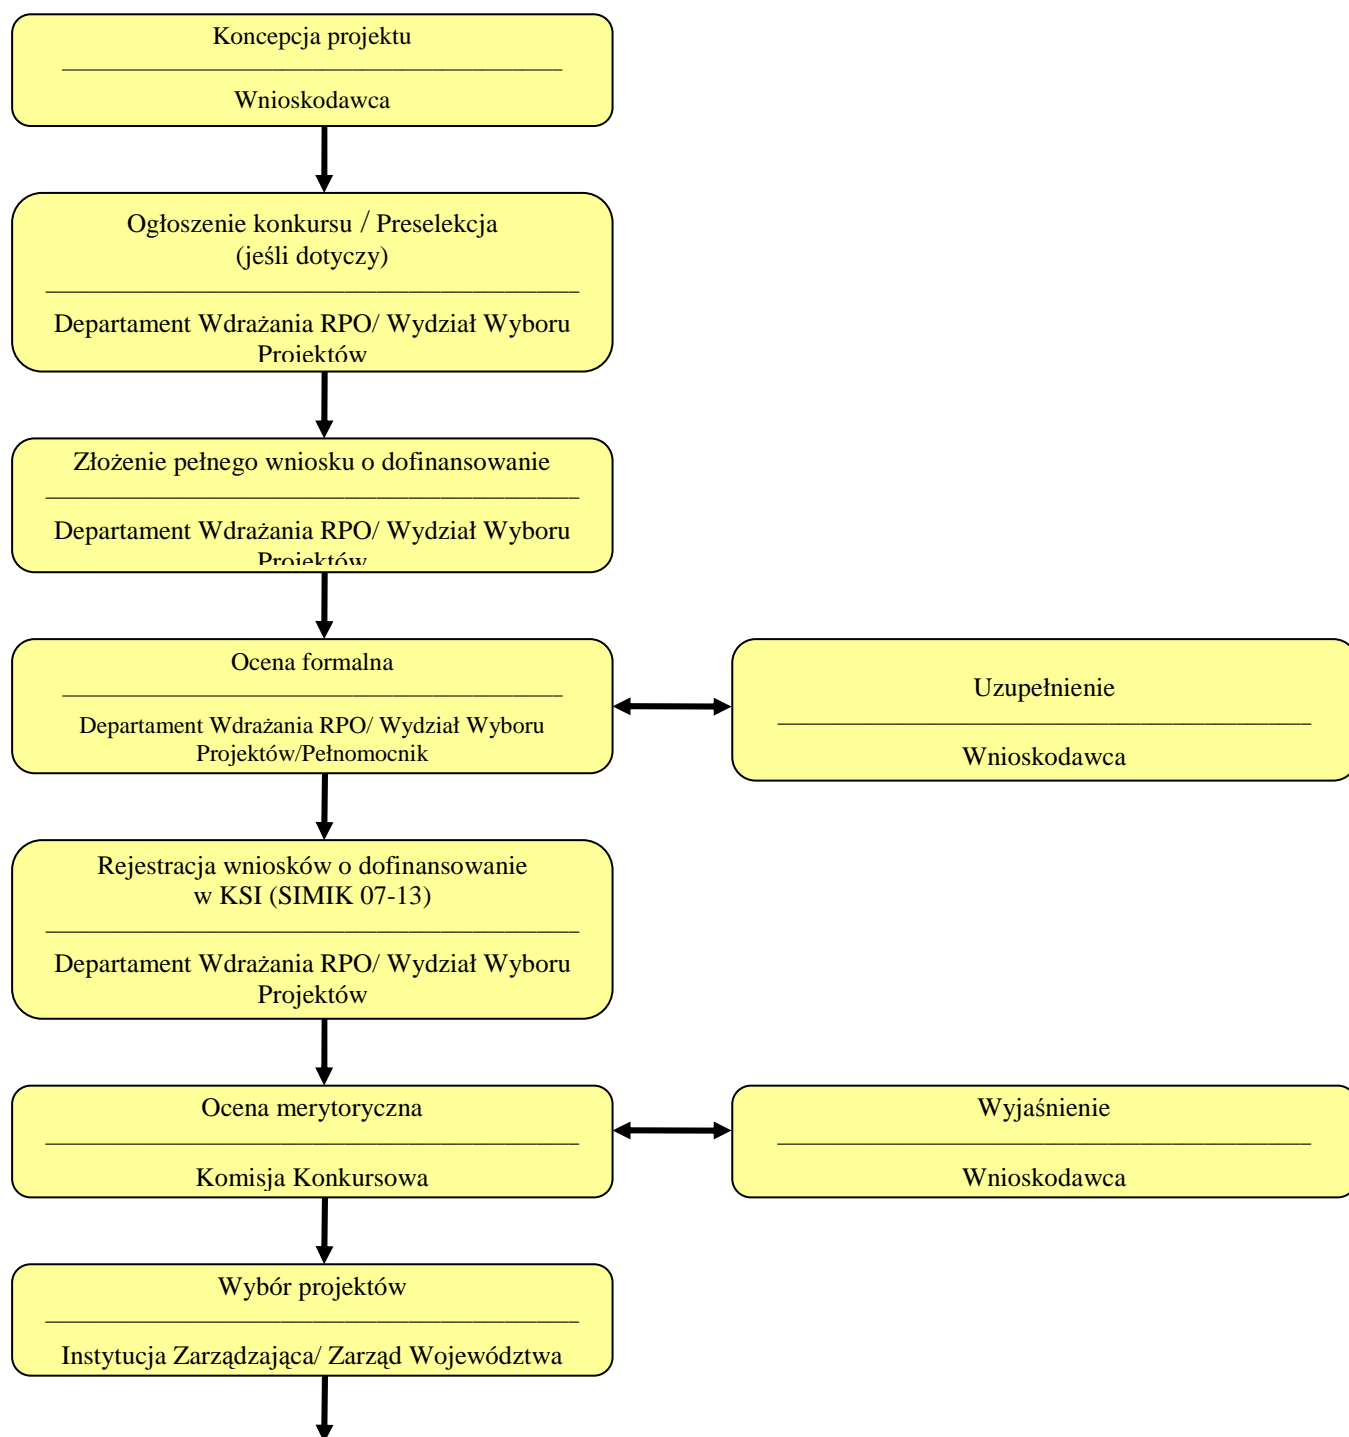 Koncepcja projektu
Wnioskodawca
Ogłoszenie konkursu / Preselekcja
(jeśli dotyczy)
Departament Wdrażania RPO/ Wydział Wyboru
Projektów
Złożenie pełnego wniosku o dofinansowanie
Departament Wdrażania RPO/ Wydział Wyboru
Projektów
Ocena formalna
Departament Wdrażania RPO/ Wydział Wyboru
Projektów/Pełnomocnik
Uzupełnienie
Wnioskodawca
Rejestracja wniosków o dofinansowanie
w KSI (SIMIK 07-13)
Departament Wdrażania RPO/ Wydział Wyboru
Projektów
Ocena merytoryczna
Komisja Konkursowa
Wyjaśnienie
Wnioskodawca
Wybór projektów
Instytucja Zarządzająca/ Zarząd Województwa